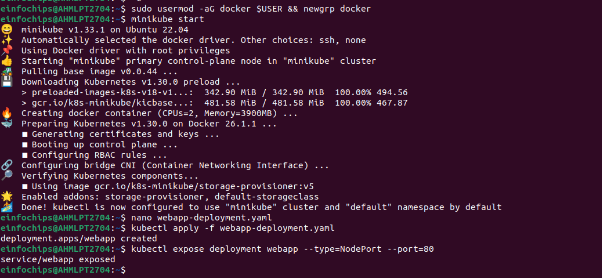 einfochips@AHMLPT2704:~$ sudo usermod -aG docker $USER && newgrp docker
einfochips@AHMLPT2704:~$ minikube start
minikube v1.33.1 on Ubuntu 22.04
Automatically selected the docker driver. Other choices: ssh, none
Using Docker driver with root privileges
Starting "minikube" primary control-plane node in "minikube" cluster
Pulling base image v0.0.44 ...
Downloading Kubernetes v1.30.0 preload ...
> preloaded-images-k8s-v18-v1...: 342.90 MiB / 342.90 MiB 100.00% 494.56
> gcr.io/k8s-minikube/kicbase...: 481.58 MiB / 481.58 MiB 100.00% 467.87
Creating docker container (CPUs=2, Memory=3900MB) ...
Preparing Kubernetes v1.30.0 on Docker 26.1.1 ...
■ Generating certificates and keys ...
■ Booting up control plane ...
■ Configuring RBAC rules ...
Configuring bridge CNI (Container Networking Interface) ...
Verifying Kubernetes components...
■ Using image gcr.io/k8s-minikube/storage-provisioner:v5
Enabled addons: storage-provisioner, default-storageclass
Done! kubectl is now configured to use "minikube" cluster and "default" namespace by default
einfochips@AHMLPT2704:~$ nano webapp-deployment.yaml
einfochips@AHMLPT2704:~$ kubectl apply -f webapp-deployment.yaml
deployment.apps/webapp created
einfochips@AHMLPT2704:~$ kubectl expose deployment webapp --type=NodePort --port=80
service/webapp exposed
einfochips@AHMLPT2704:~$